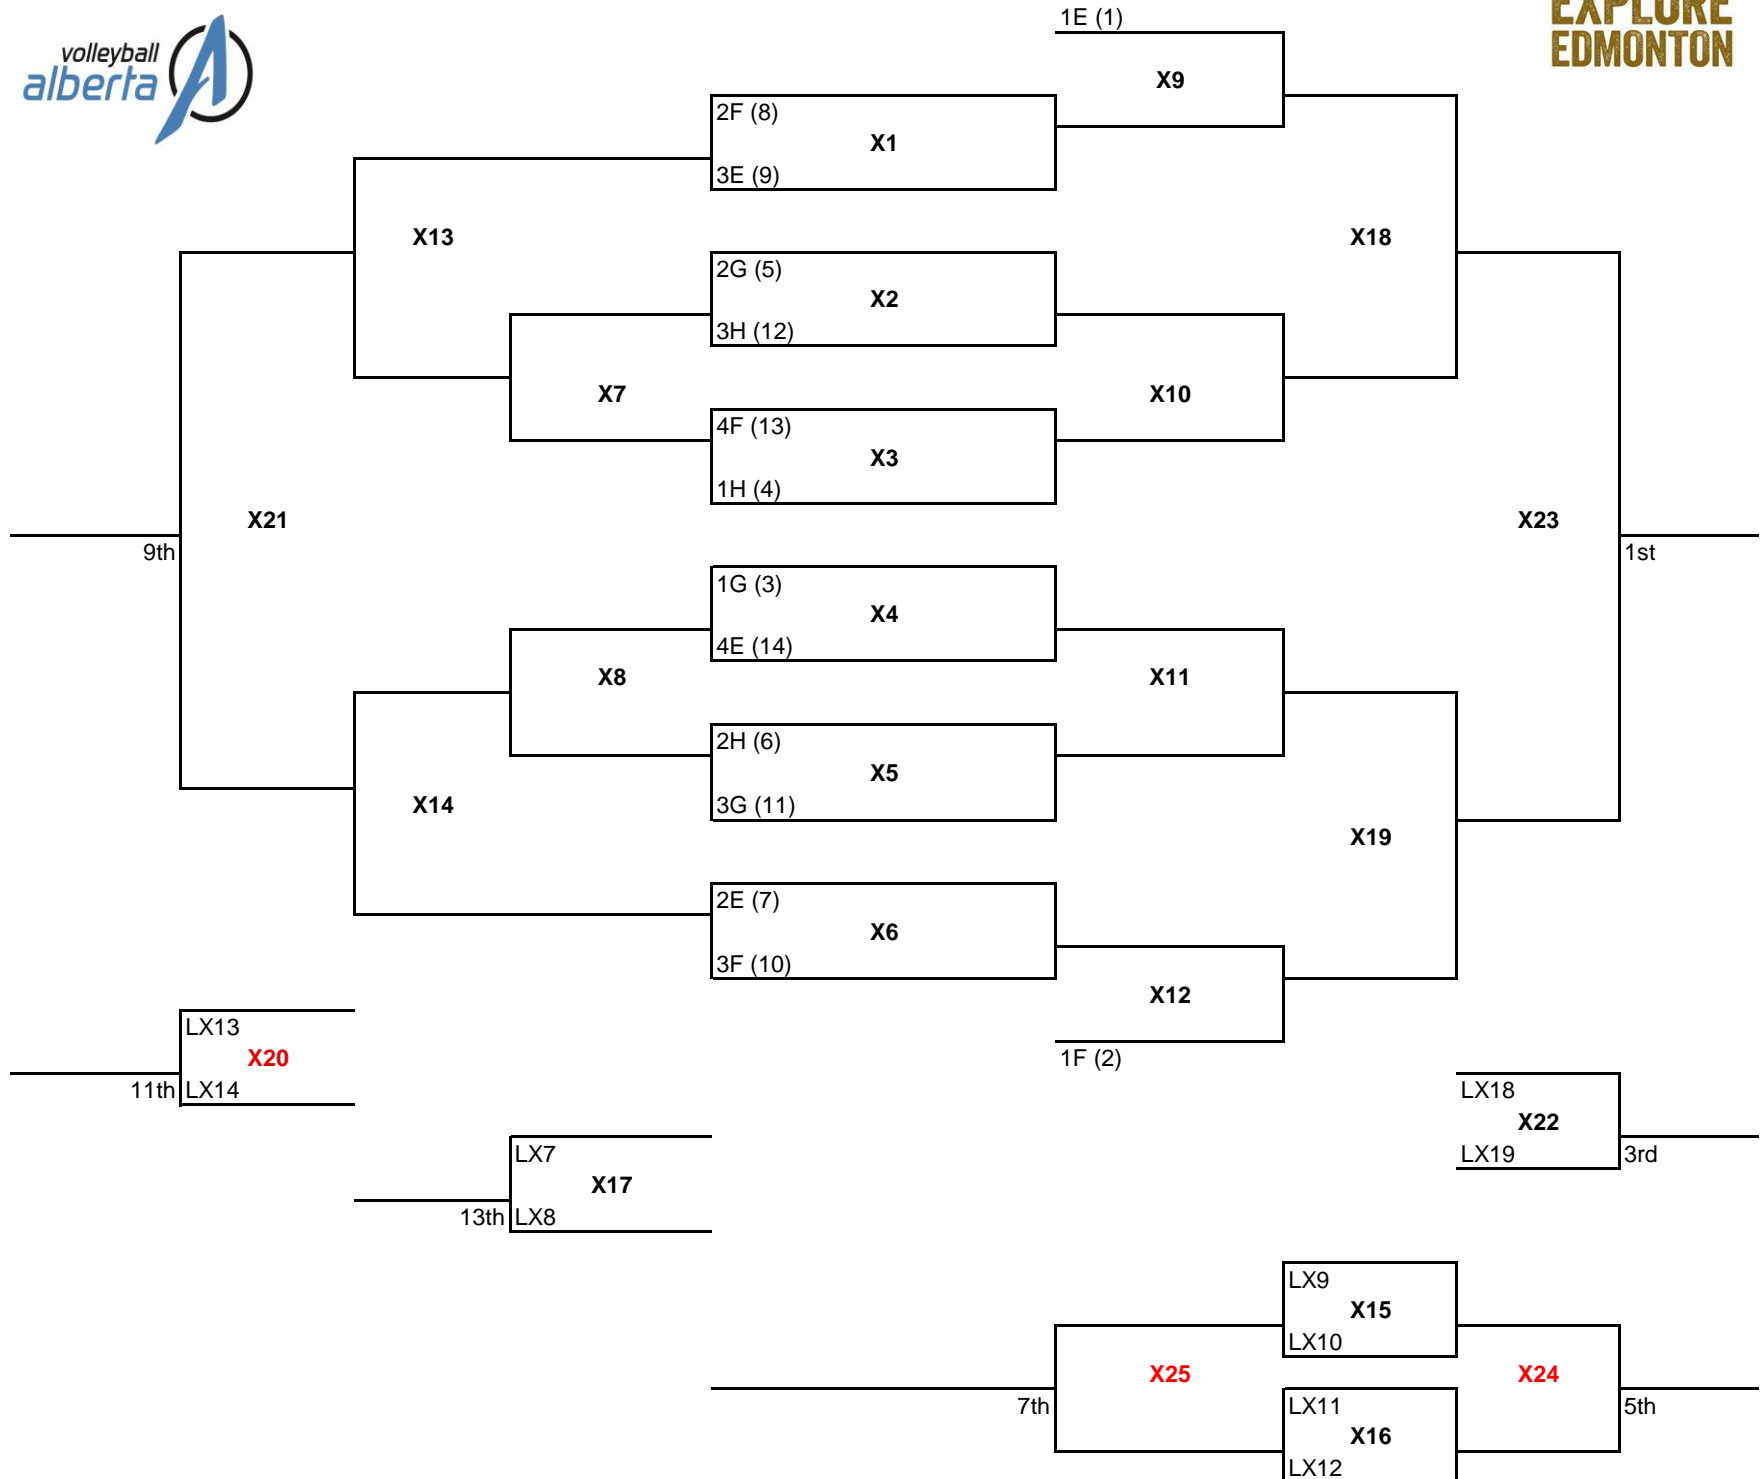 volleyball
alberta
EXPLORE
EDMONTON
1E (1)
X9
2F (8)
X1
3E (9)
X13
X18
2G (5)
X2
3H (12)
X7
X10
4F (13)
X3
1H (4)
X21
X23
9th
1st
1G (3)
X4
4E (14)
X8
X11
2H (6)
X5
3G (11)
X14
X19
2E (7)
X6
3F (10)
X12
1F (2)
LX13
X20
11th
LX14
LX18
X22
LX19
3rd
LX7
X17
13th
LX8
LX9
X15
LX10
X25
X24
7th
LX11
5th
X16
LX12